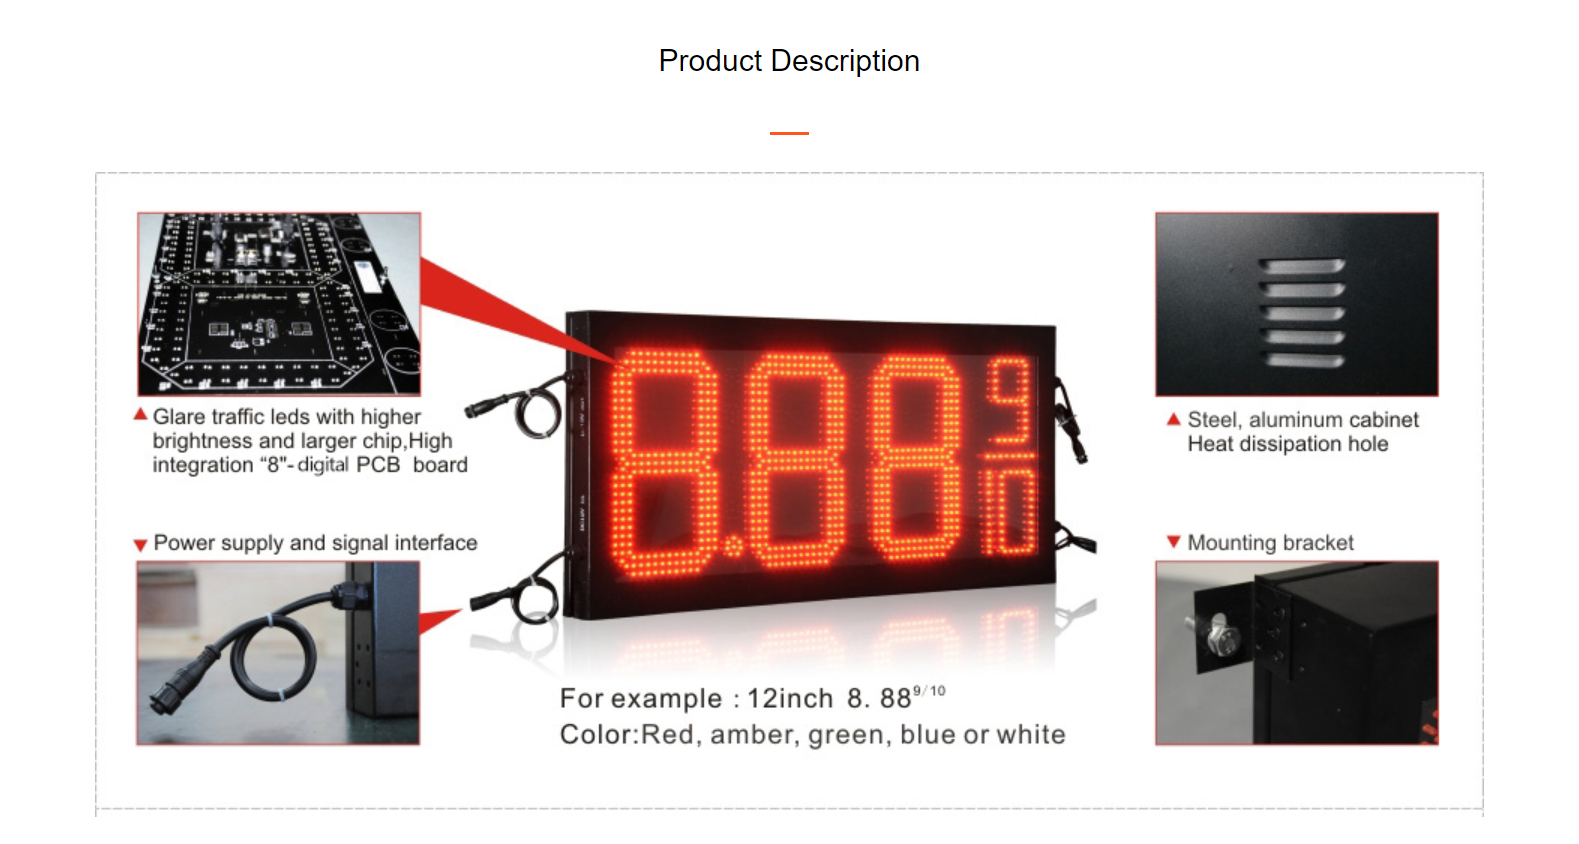 Product Description
Glare traffic leds with higher
brightness and larger chip,High
integration “8"-digital PCB board
Power supply and signal interface
8.88 9/10
Steel, aluminum cabinet
Heat dissipation hole
Mounting bracket
For example : 12inch 8. 88⁹/¹⁰
Color:Red, amber, green, blue or white